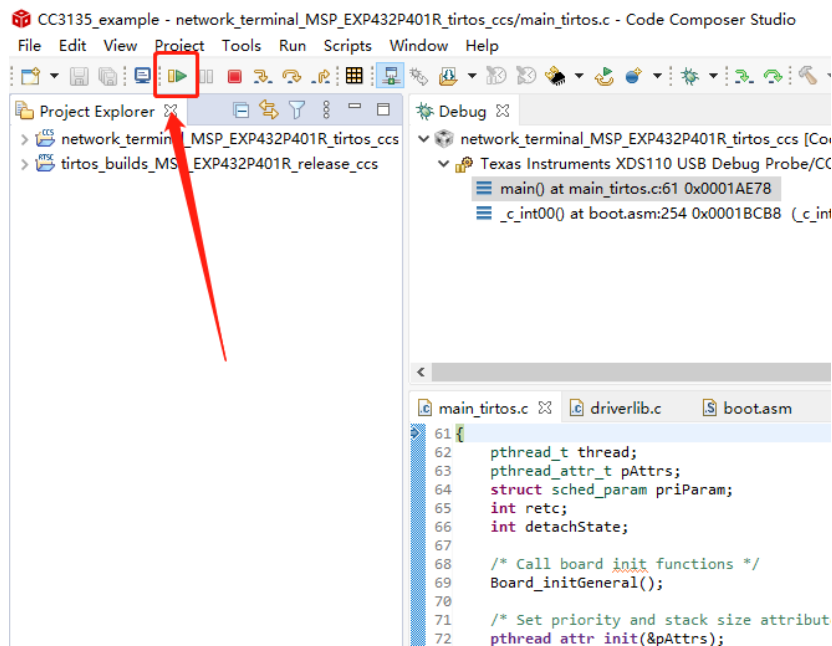 CC3135_example - network_terminal_MSP_EXP432P401R_tirtos_ccs/main_tirtos.c - Code Composer Studio
File Edit View Project Tools Run Scripts Window Help
Project Explorer
network_terminal_MSP_EXP432P401R_tirtos_ccs
tirtos_builds_MSP_EXP432P401R_release_ccs
Debug
network_terminal_MSP_EXP432P401R_tirtos_ccs [Co
Texas Instruments XDS110 USB Debug Probe/CC
main() at main_tirtos.c:61 0x0001AE78
_c_int00() at boot.asm:254 0x0001BCB8 (_c_int
main_tirtos.c driverlib.c boot.asm
61 {
62 pthread_t thread;
63 pthread_attr_t pAttrs;
64 struct sched_param priParam;
65 int retc;
66 int detachState;
67
68 /* Call board init functions */
69 Board_initGeneral();
70
71 /* Set priority and stack size attribut
72 pthread_attr_init(&pAttrs);